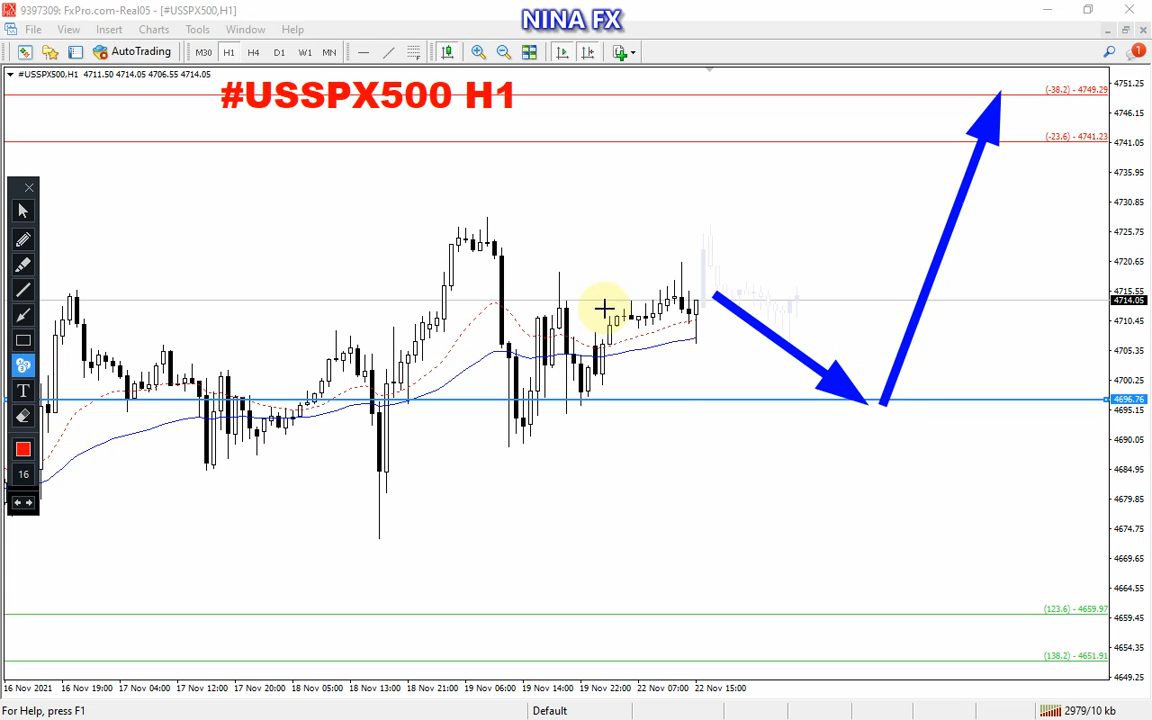 9397309: FxPro.com-Real05 - [#USSPX500,H1]
NINA FX
File View Insert Charts Tools Window Help
AutoTrading M30 H1 H4 D1 W1 MN
1
#USSPX500,H1 4711.50 4714.05 4706.55 4714.05
#USSPX500 H1
(-38.2) - 4749.29
(-23.6) - 4741.23
4751.25
4746.15
4741.05
4735.95
4730.85
4725.75
4720.65
4715.55
4714.05
4710.45
4705.35
4700.25
4696.76
4695.15
4690.05
4684.95
4679.85
4674.75
4669.65
4664.55
4659.45
4654.35
4649.25
T
16
(123.6) - 4659.97
(138.2) - 4651.91
16 Nov 2021 16 Nov 19:00 17 Nov 04:00 17 Nov 12:00 17 Nov 20:00 18 Nov 05:00 18 Nov 13:00 18 Nov 21:00 19 Nov 06:00 19 Nov 14:00 19 Nov 22:00 22 Nov 07:00 22 Nov 15:00
For Help, press F1 Default 2979/10 kb